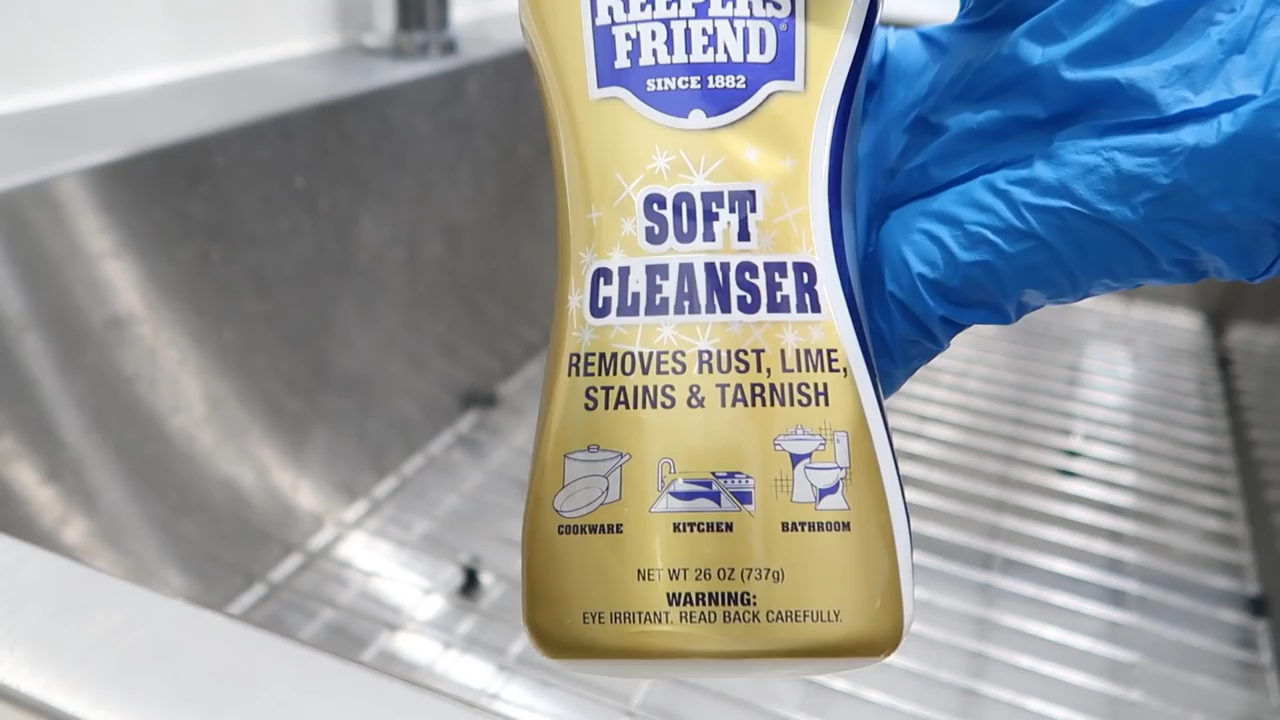 KEEPERS
FRIEND®
SINCE 1882
SOFT
CLEANSER
REMOVES RUST, LIME,
STAINS & TARNISH
COOKWARE
KITCHEN
BATHROOM
NET WT 26 OZ (737g)
WARNING:
EYE IRRITANT. READ BACK CAREFULLY.